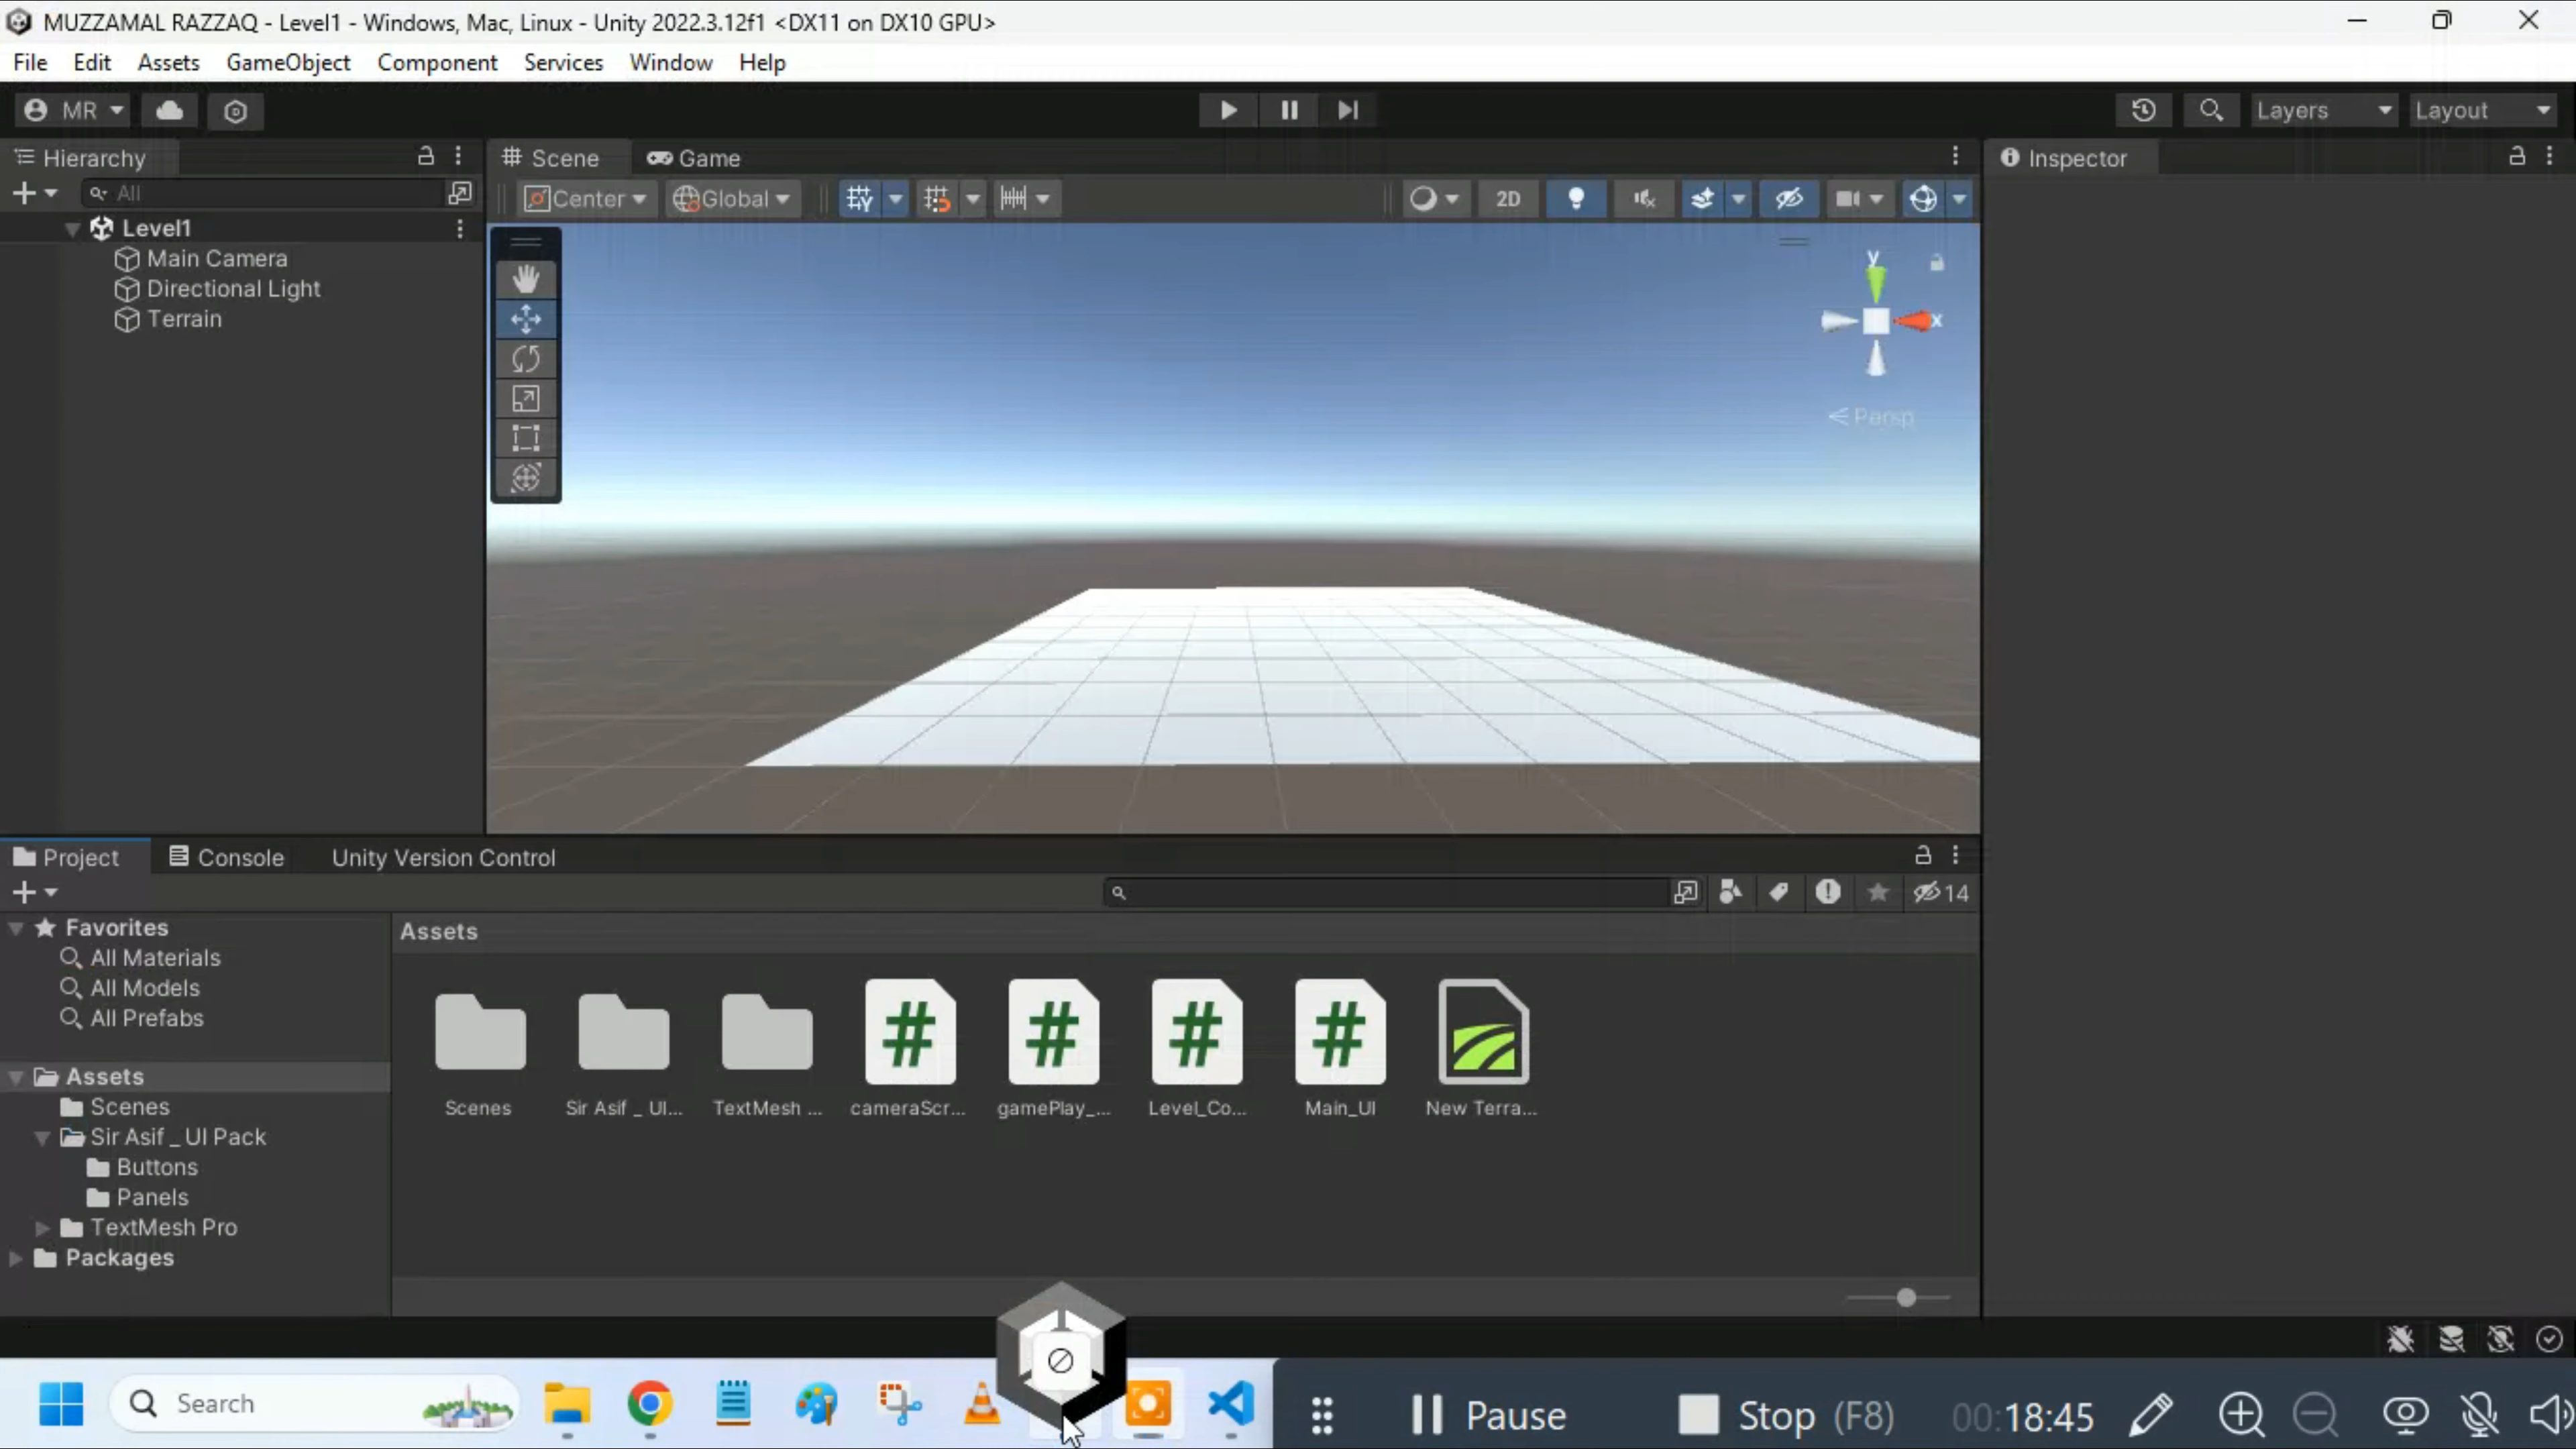 MUZZAMAL RAZZAQ - Level1 - Windows, Mac, Linux - Unity 2022.3.12f1 <DX11 on DX10 GPU>
File Edit Assets GameObject Component Services Window Help
MR
Layers
Layout
Hierarchy
Scene
Game
Inspector
All
Center
Global
2D
Level1
Main Camera
Directional Light
Terrain
y
x
Persp
Project
Console
Unity Version Control
14
Favorites
All Materials
All Models
All Prefabs
Assets
Scenes
Sir Asif _ UI Pack
Buttons
Panels
TextMesh Pro
Packages
Assets
Scenes
Sir Asif _ UI...
TextMesh ...
cameraScr...
gamePlay_...
Level_Co...
Main_UI
New Terra...
Search
Pause
Stop (F8)
00:18:45